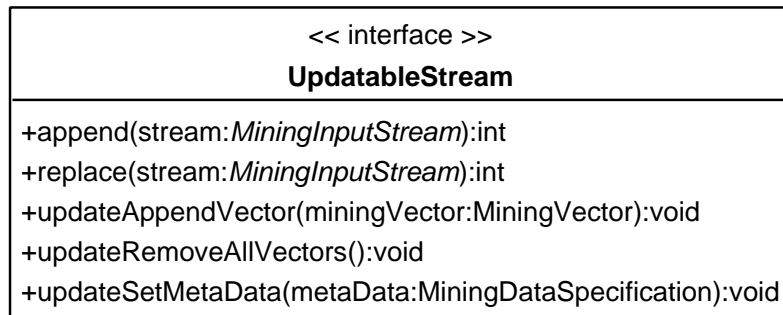 << interface >>
UpdatableStream
+append(stream:MiningInputStream):int
+replace(stream:MiningInputStream):int
+updateAppendVector(miningVector:MiningVector):void
+updateRemoveAllVectors():void
+updateSetMetaData(metaData:MiningDataSpecification):void